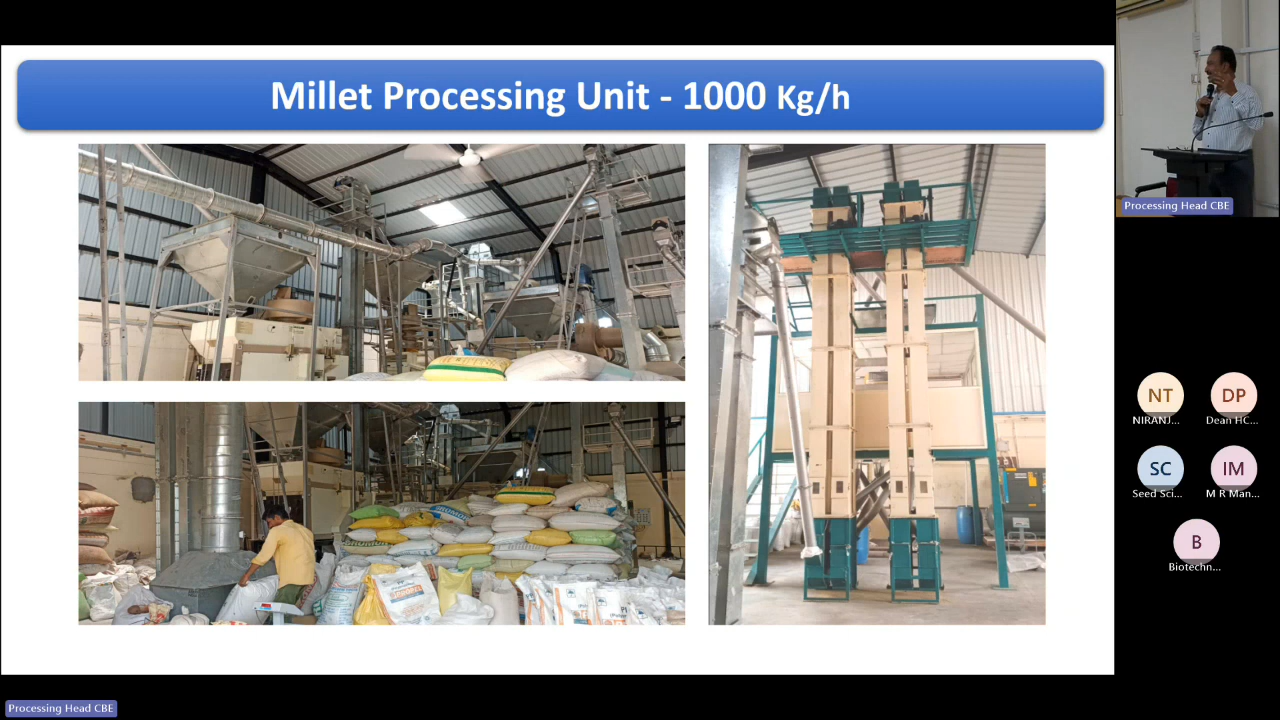 Millet Processing Unit - 1000 Kg/h
Processing Head CBE
NT
NIRANJ...
DP
Dean HC...
SC
Seed Sci...
IM
M R Man...
B
Biotechn...
Processing Head CBE